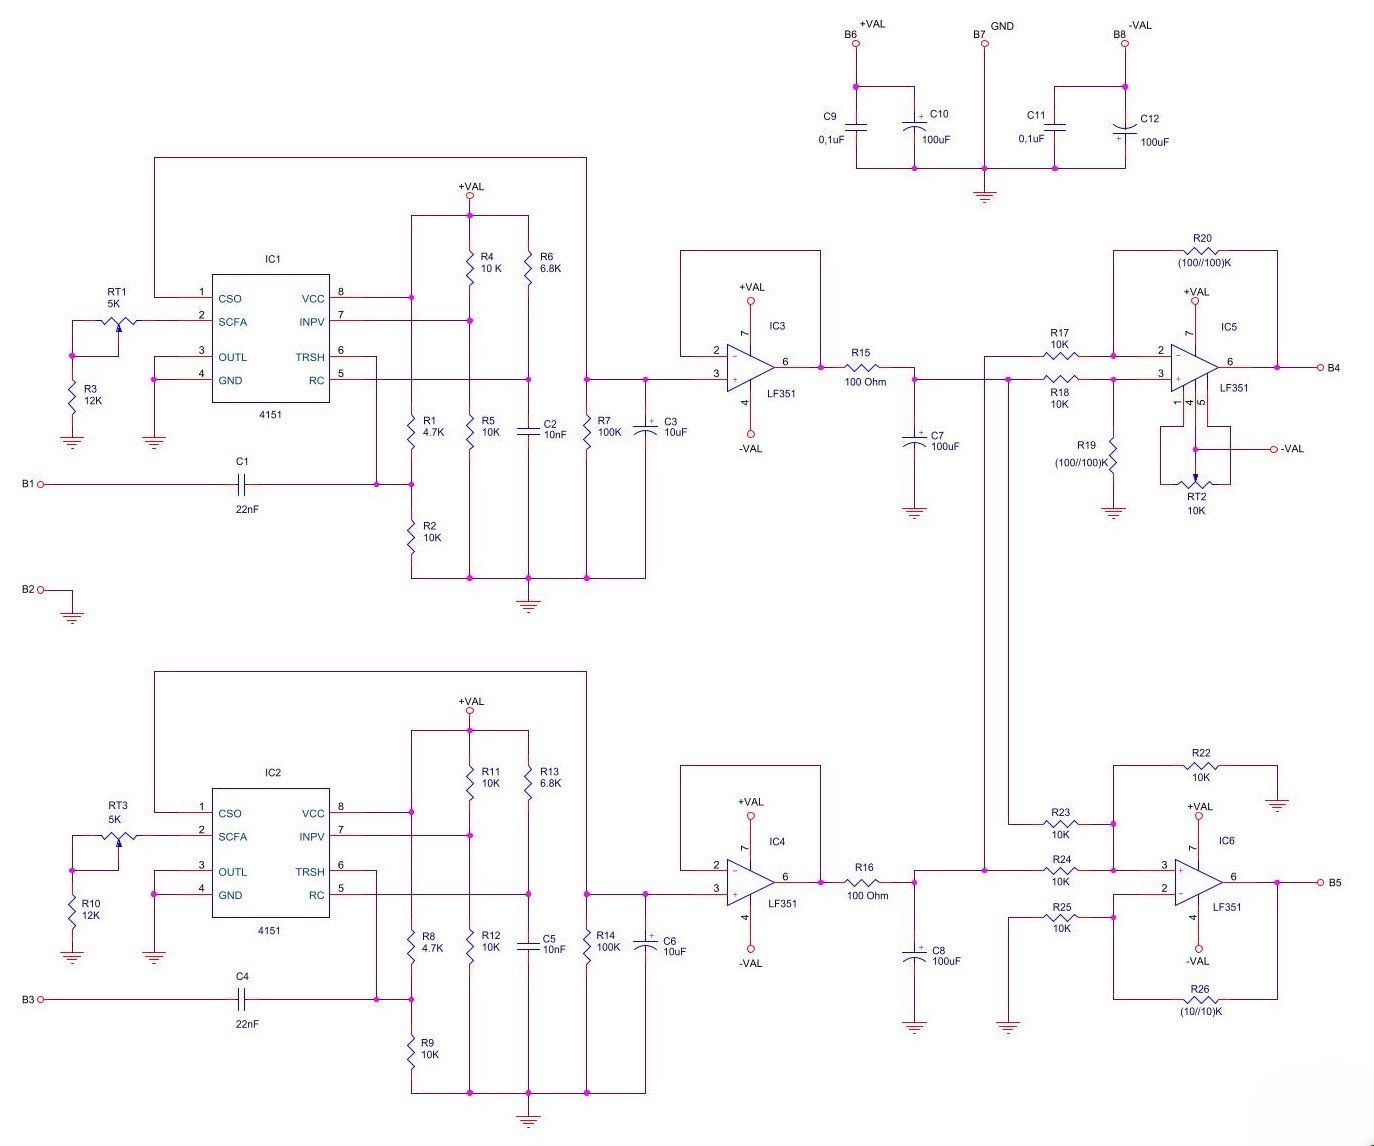 +VAL
B6
GND
B7
-VAL
B8
C9
0,1uF
+
C10
100uF
C11
0,1uF
C12
+
100uF
+VAL
IC1
RT1
5K
1
CSO
VCC
8
2
SCFA
INPV
7
3
OUTL
TRSH
6
4
GND
RC
5
4151
R3
12K
R4
10 K
R6
6.8K
R1
4.7K
R5
10K
C2
10nF
R7
100K
+
C3
10uF
B1
C1
22nF
R2
10K
B2
+VAL
7
IC3
2
-
3
+
6
4
LF351
-VAL
R15
100 Ohm
+
C7
100uF
R20
(100//100)K
+VAL
7
IC5
R17
10K
2
-
R18
10K
3
+
6
B4
LF351
1
4
5
R19
(100//100)K
-VAL
RT2
10K
+VAL
IC2
RT3
5K
1
CSO
VCC
8
2
SCFA
INPV
7
3
OUTL
TRSH
6
4
GND
RC
5
4151
R10
12K
R11
10K
R13
6.8K
R8
4.7K
R12
10K
C5
10nF
R14
100K
+
C6
10uF
B3
C4
22nF
R9
10K
+VAL
7
IC4
2
-
3
+
6
4
LF351
-VAL
R16
100 Ohm
+
C8
100uF
R22
10K
+VAL
7
IC6
R23
10K
R24
10K
3
+
R25
10K
2
-
6
B5
LF351
4
-VAL
R26
(10//10)K